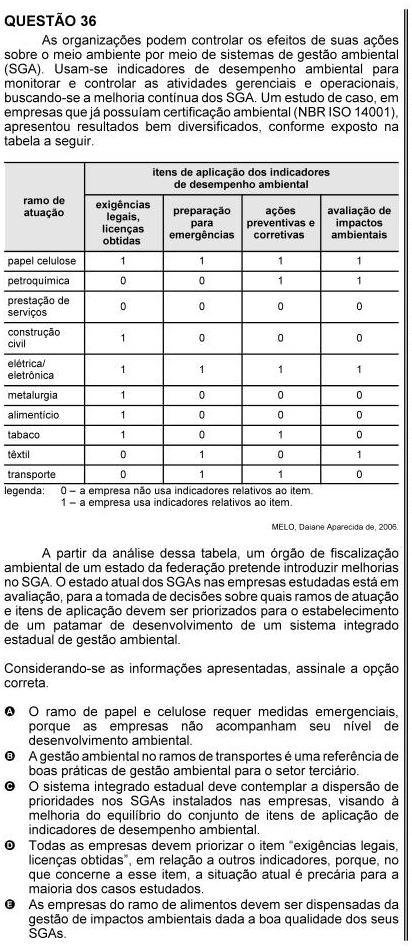 QUESTÃO 36
As organizações podem controlar os efeitos de suas ações
sobre o meio ambiente por meio de sistemas de gestão ambiental
(SGA). Usam-se indicadores de desempenho ambiental para
monitorar e controlar as atividades gerenciais e operacionais,
buscando-se a melhoria contínua dos SGA. Um estudo de caso, em
empresas que já possuíam certificação ambiental (NBR ISO 14001),
apresentou resultados bem diversificados, conforme exposto na
tabela a seguir.
ramo de
atuação
itens de aplicação dos indicadores
de desempenho ambiental
exigências
legais,
licenças
obtidas
preparação
para
emergências
ações
preventivas e
corretivas
avaliação de
impactos
ambientais
papel celulose 1 1 1 1
petroquímica 0 0 1 1
prestação de
serviços 0 0 0 0
construção
civil 1 0 0 0
elétrica/
eletrônica 1 1 1 1
metalurgia 1 0 0 0
alimentício 1 0 0 0
tabaco 1 0 1 0
têxtil 0 1 0 1
transporte 0 1 1 0
legenda: 0 – a empresa não usa indicadores relativos ao item.
1 – a empresa usa indicadores relativos ao item.
MELO, Daiane Aparecida de, 2006.
A partir da análise dessa tabela, um órgão de fiscalização
ambiental de um estado da federação pretende introduzir melhorias
no SGA. O estado atual dos SGAs nas empresas estudadas está em
avaliação, para a tomada de decisões sobre quais ramos de atuação
e itens de aplicação devem ser priorizados para o estabelecimento
de um patamar de desenvolvimento de um sistema integrado
estadual de gestão ambiental.
Considerando-se as informações apresentadas, assinale a opção
correta.
A O ramo de papel e celulose requer medidas emergenciais,
porque as empresas não acompanham seu nível de
desenvolvimento ambiental.
B A gestão ambiental no ramos de transportes é uma referência de
boas práticas de gestão ambiental para o setor terciário.
C O sistema integrado estadual deve contemplar a dispersão de
prioridades nos SGAs instalados nas empresas, visando à
melhoria do equilíbrio do conjunto de itens de aplicação de
indicadores de desempenho ambiental.
D Todas as empresas devem priorizar o item “exigências legais,
licenças obtidas”, em relação a outros indicadores, porque, no
que concerne a esse item, a situação atual é precária para a
maioria dos casos estudados.
E As empresas do ramo de alimentos devem ser dispensadas da
gestão de impactos ambientais dada a boa qualidade dos seus
SGAs.